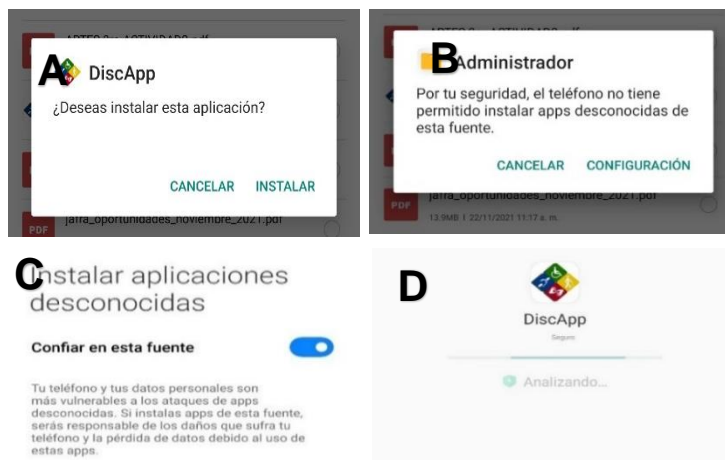 A
DiscApp
¿Deseas instalar esta aplicación?
CANCELAR INSTALAR
jafra_oportunidades_noviembre_2021.pdf
PDF
B
Administrador
Por tu seguridad, el teléfono no tiene
permitido instalar apps desconocidas de
esta fuente.
CANCELAR CONFIGURACIÓN
jafra_oportunidades_noviembre_2021.pdf
PDF
13.9MB | 22/11/2021 11:17 a. m.
C
Instalar aplicaciones
desconocidas
Confiar en esta fuente
Tu teléfono y tus datos personales son
más vulnerables a los ataques de apps
desconocidas. Si instalas apps de esta fuente,
serás responsable de los daños que sufra tu
teléfono y la pérdida de datos debido al uso de
estas apps.
D
DiscApp
Seguro
Analizando...